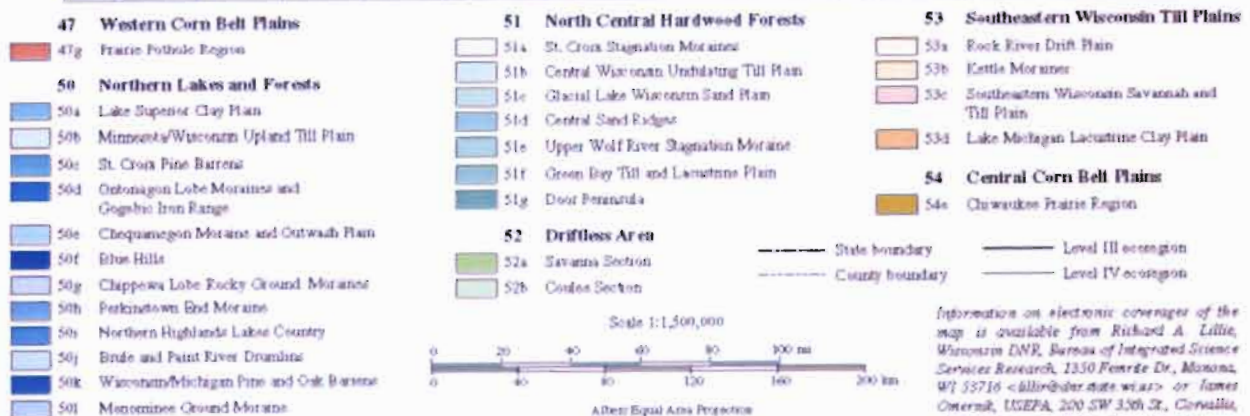 47 Western Corn Belt Plains
47g Prairie Pothole Region
50 Northern Lakes and Forests
50a Lake Superior Clay Plain
50b Minnesota/Wisconsin Upland Till Plain
50c St. Croix Pine Barrens
50d Ontonagon Lobe Moraines and
Gogebic Iron Range
50e Chequamegon Moraine and Outwash Plain
50f Blue Hills
50g Chippewa Lobe Rocky Ground Moraines
50h Perkinstown End Moraine
50i Northern Highlands Lakes Country
50j Brule and Paint River Drumlins
50k Wisconsin/Michigan Pine and Oak Barrens
50l Menominee Ground Moraine
51 North Central Hardwood Forests
51a St. Croix Stagnation Moraines
51b Central Wisconsin Undulating Till Plain
51c Glacial Lake Wisconsin Sand Plain
51d Central Sand Ridges
51e Upper Wolf River Stagnation Moraine
51f Green Bay Till and Lacustrine Plain
51g Door Peninsula
52 Driftless Area
52a Savanna Section
52b Coulee Section
53 Southeastern Wisconsin Till Plains
53a Rock River Drift Plain
53b Kettle Moraines
53c Southeastern Wisconsin Savannah and
Till Plain
53d Lake Michigan Lacustrine Clay Plain
54 Central Corn Belt Plains
54e Chiwaukee Prairie Region
State boundary
County boundary
Level III ecoregion
Level IV ecoregion
Scale 1:1,500,000
0 20 40 60 80 100 mi
0 40 80 120 160 200 km
Albers Equal Area Projection
Information on electronic coverages of the
map is available from Richard A. Lillie,
Wisconsin DNR, Bureau of Integrated Science
Services Research, 1350 Femrite Dr., Monona,
WI 53716 <lillir@dnr.state.wi.us> or James
Omernik, USEPA, 200 SW 35th St., Corvallis,